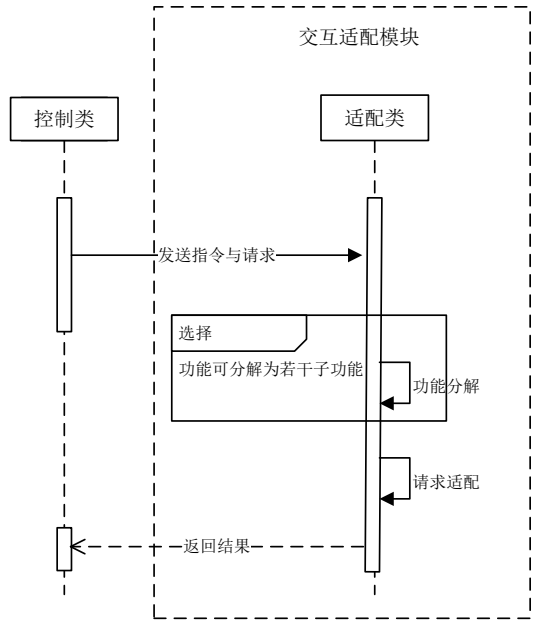 交互适配模块
控制类
适配类
发送指令与请求
选择
功能可分解为若干子功能
功能分解
请求适配
返回结果